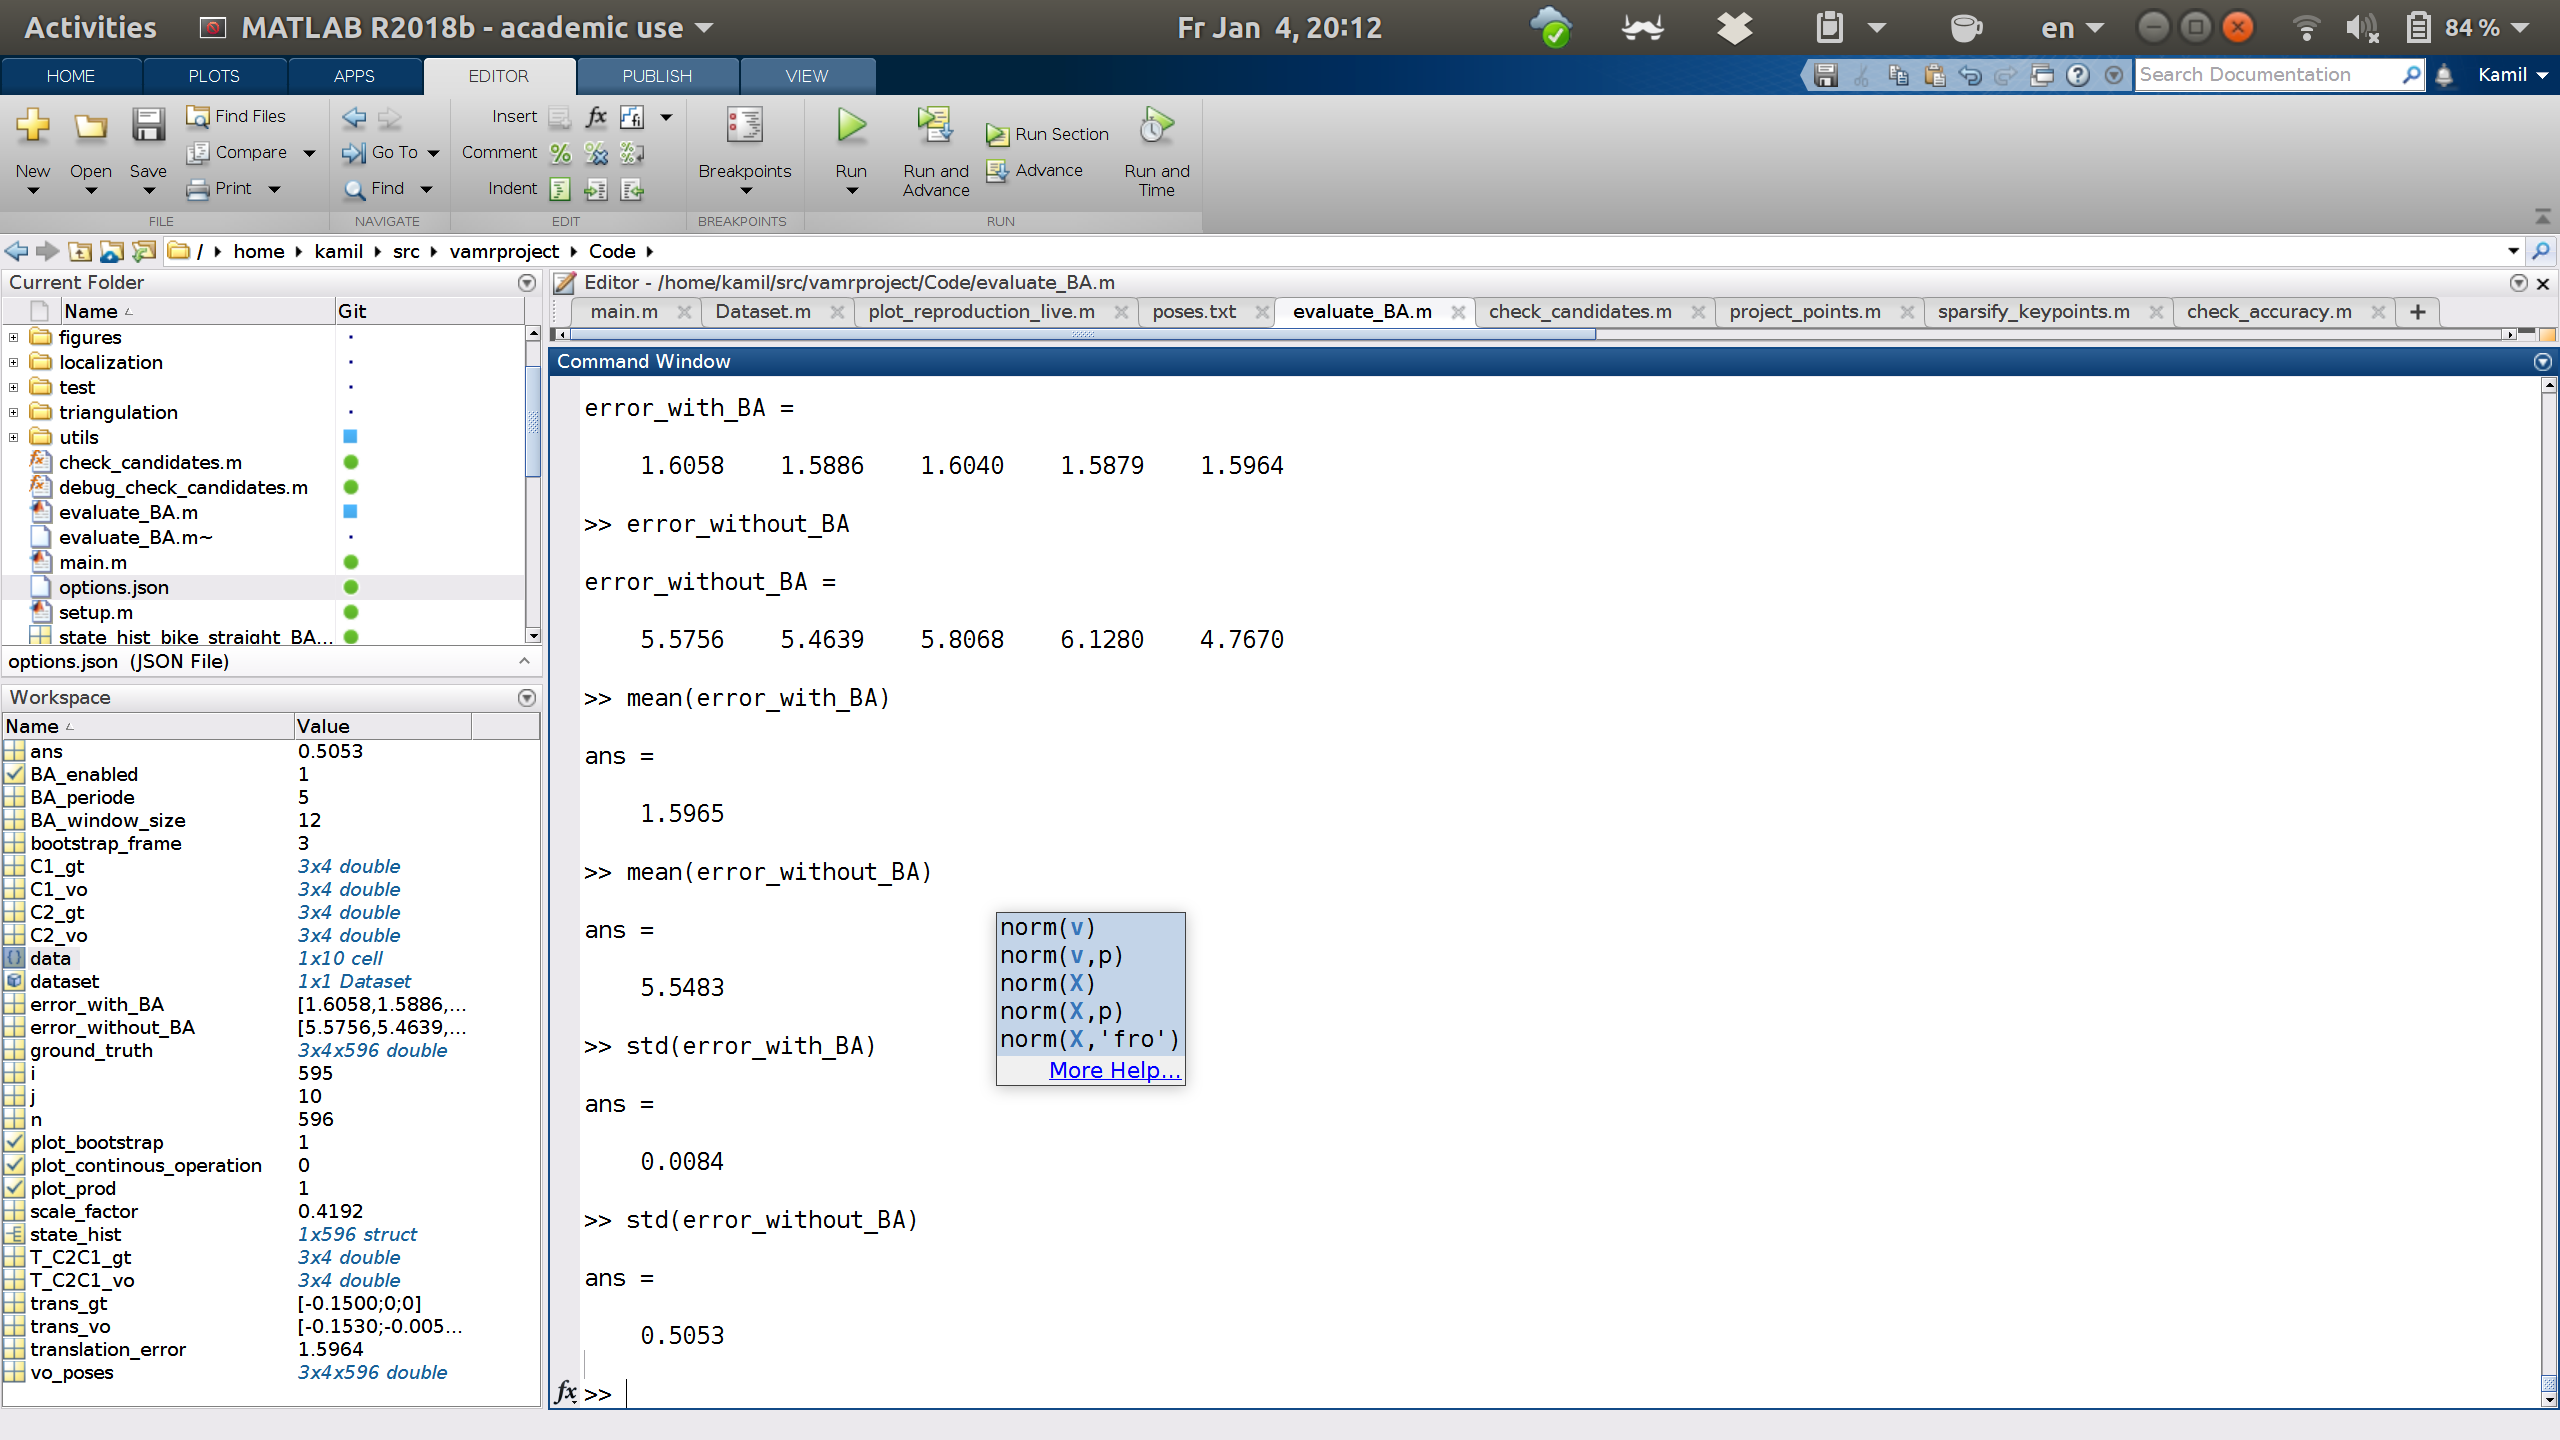 Activities MATLAB R2018b - academic use Fr Jan 4, 20:12 en 84 %
HOME PLOTS APPS EDITOR PUBLISH VIEW Search Documentation Kamil
New Open Save Find Files Compare Print
Go To Find
Insert fx fi
Comment
Indent
Breakpoints
Run Run and Advance Run Section Advance Run and Time
FILE NAVIGATE EDIT BREAKPOINTS RUN
/ home kamil src vamrproject Code
Current Folder
Name Git
figures
localization
test
triangulation
utils
check_candidates.m
debug_check_candidates.m
evaluate_BA.m
evaluate_BA.m~
main.m
options.json
setup.m
state_hist_bike_straight_BA...
options.json (JSON File)
Workspace
Name Value
ans 0.5053
BA_enabled 1
BA_periode 5
BA_window_size 12
bootstrap_frame 3
C1_gt 3x4 double
C1_vo 3x4 double
C2_gt 3x4 double
C2_vo 3x4 double
data 1x10 cell
dataset 1x1 Dataset
error_with_BA [1.6058,1.5886,...
error_without_BA [5.5756,5.4639,...
ground_truth 3x4x596 double
i 595
j 10
n 596
plot_bootstrap 1
plot_continous_operation 0
plot_prod 1
scale_factor 0.4192
state_hist 1x596 struct
T_C2C1_gt 3x4 double
T_C2C1_vo 3x4 double
trans_gt [-0.1500;0;0]
trans_vo [-0.1530;-0.005...
translation_error 1.5964
vo_poses 3x4x596 double
Editor - /home/kamil/src/vamrproject/Code/evaluate_BA.m
main.m Dataset.m plot_reproduction_live.m poses.txt evaluate_BA.m check_candidates.m project_points.m sparsify_keypoints.m check_accuracy.m
Command Window
error_with_BA =
1.6058 1.5886 1.6040 1.5879 1.5964
>> error_without_BA
error_without_BA =
5.5756 5.4639 5.8068 6.1280 4.7670
>> mean(error_with_BA)
ans =
1.5965
>> mean(error_without_BA)
ans =
5.5483
>> std(error_with_BA)
ans =
0.0084
>> std(error_without_BA)
ans =
0.5053
fx >>
norm(v)
norm(v,p)
norm(X)
norm(X,p)
norm(X,'fro')
More Help...